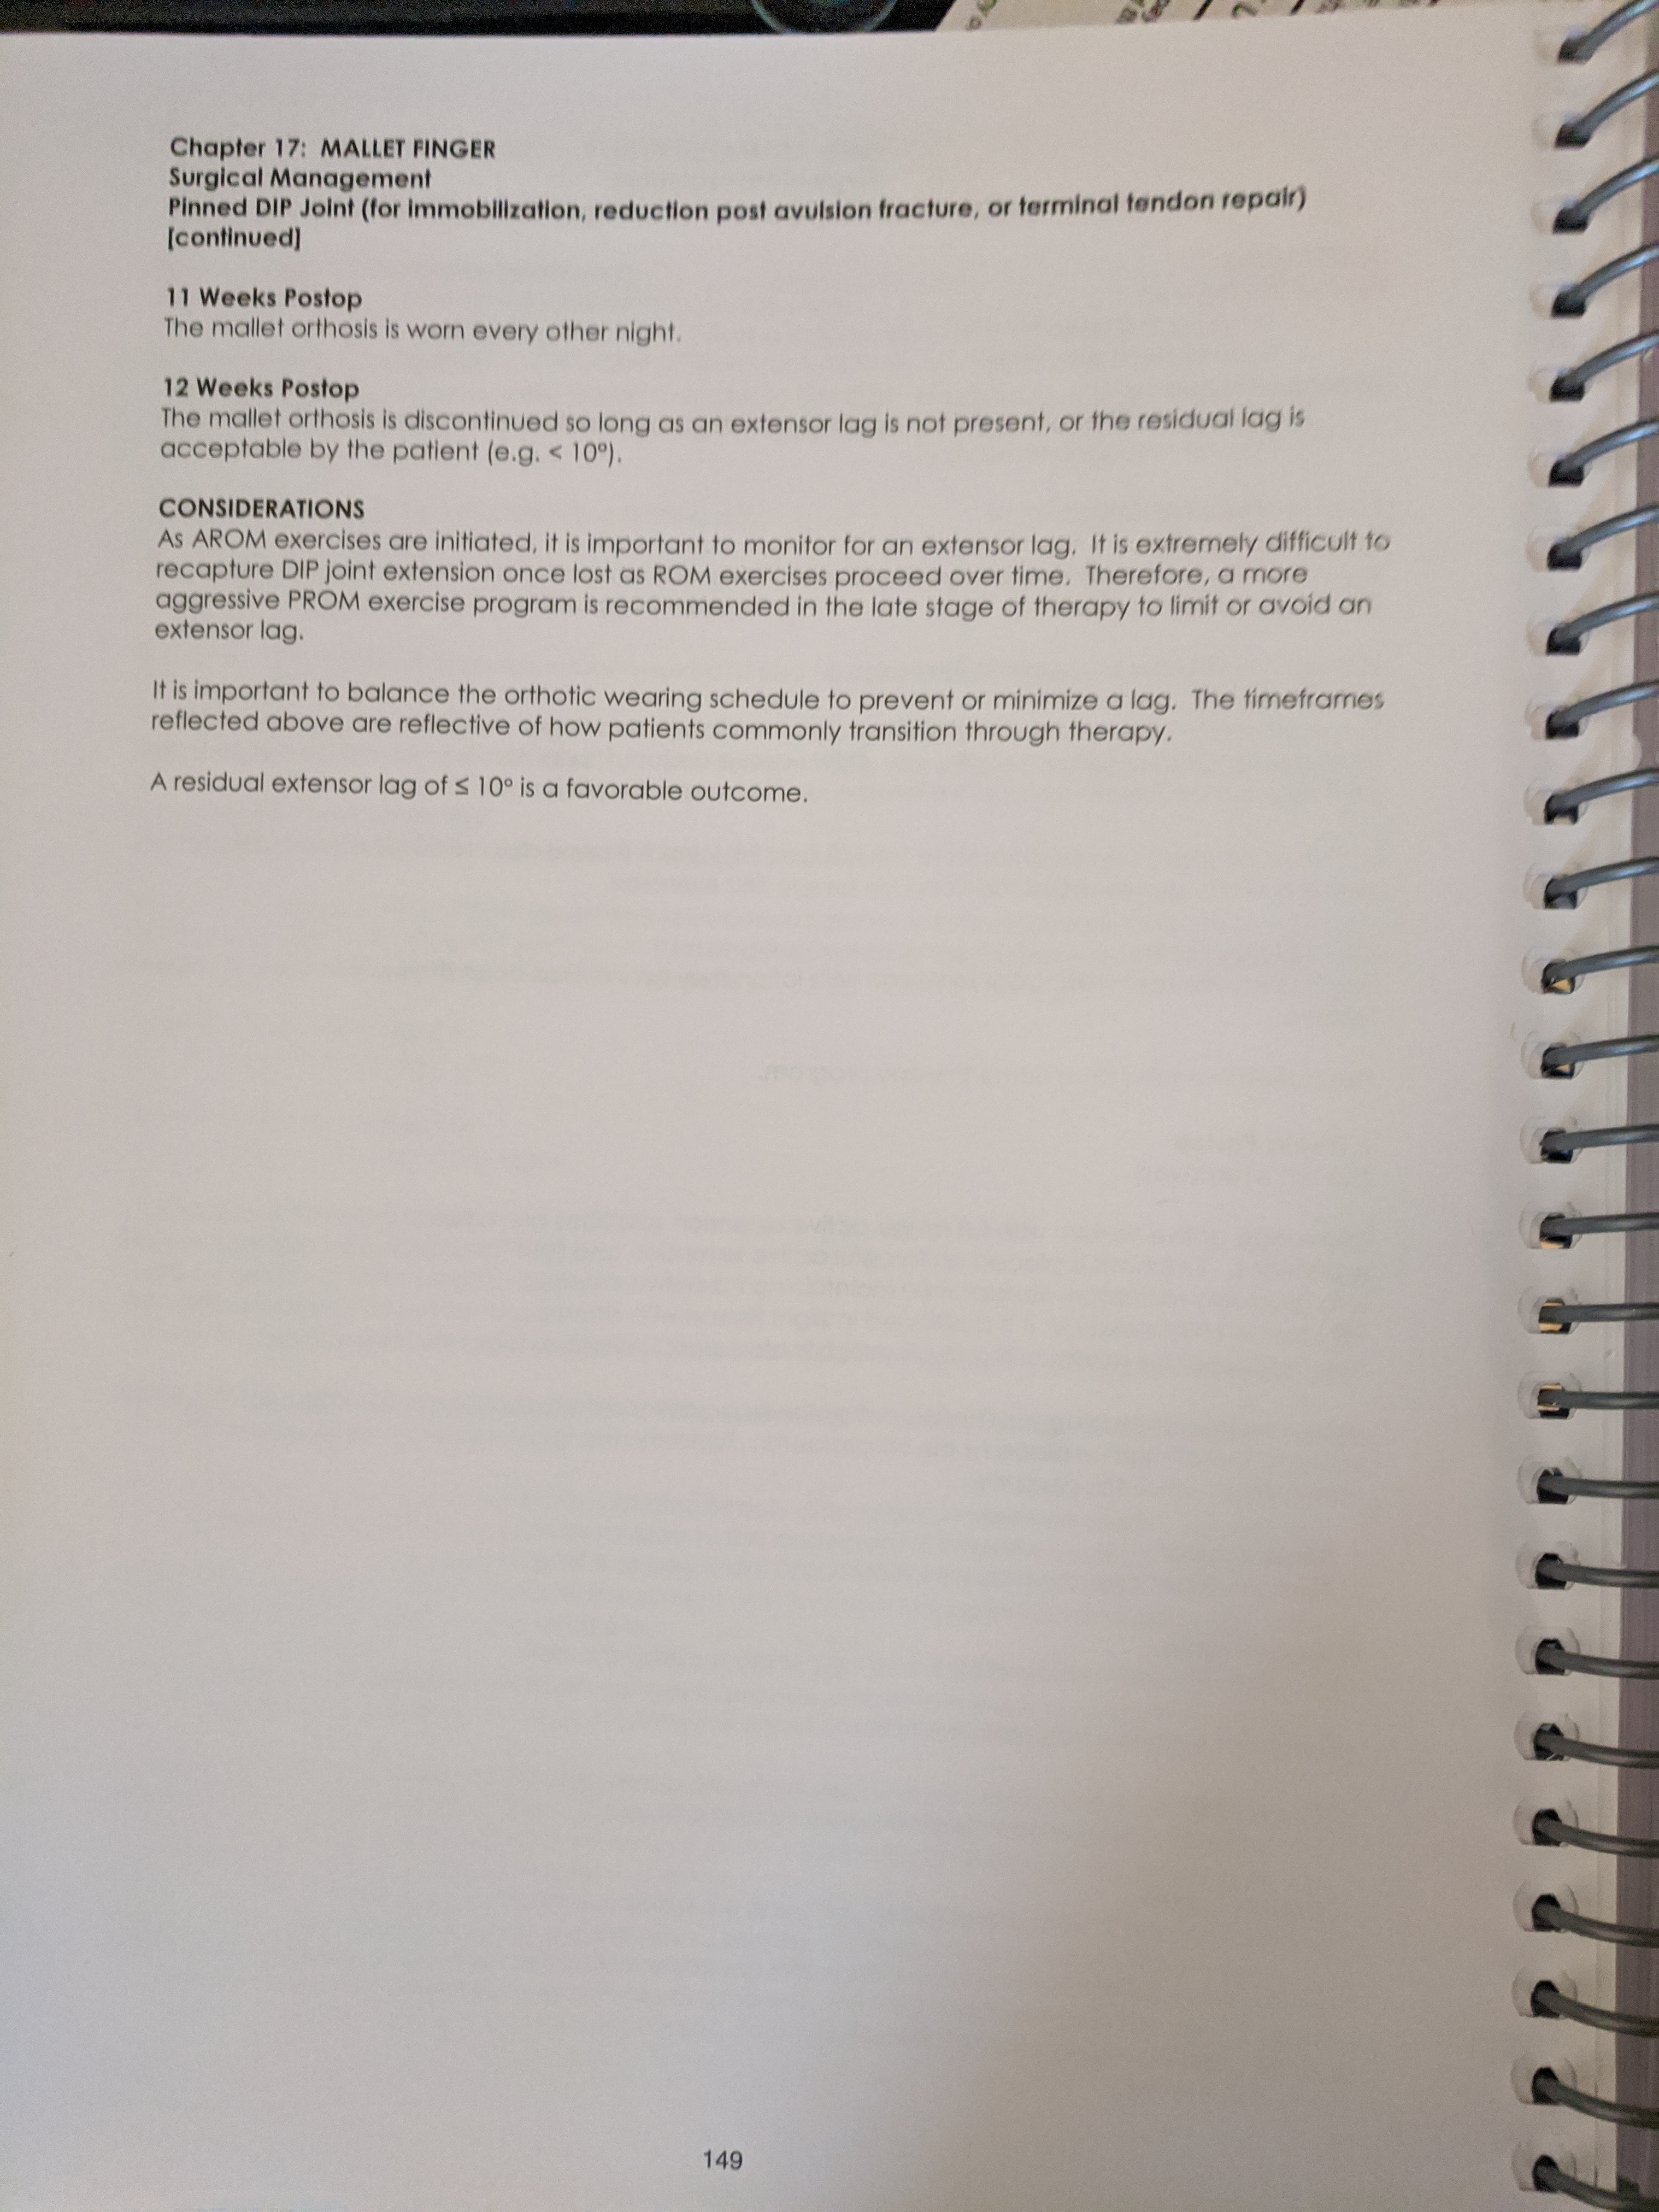 Chapter 17: MALLET FINGER
Surgical Management
Pinned DIP Joint (for immobilization, reduction post avulsion fracture, or terminal tendon repair)
[continued]
11 Weeks Postop
The mallet orthosis is worn every other night.
12 Weeks Postop
The mallet orthosis is discontinued so long as an extensor lag is not present, or the residual lag is
acceptable by the patient (e.g. < 10º).
CONSIDERATIONS
As AROM exercises are initiated, it is important to monitor for an extensor lag. It is extremely difficult to
recapture DIP joint extension once lost as ROM exercises proceed over time. Therefore, a more
aggressive PROM exercise program is recommended in the late stage of therapy to limit or avoid an
extensor lag.
It is important to balance the orthotic wearing schedule to prevent or minimize a lag. The timeframes
reflected above are reflective of how patients commonly transition through therapy.
A residual extensor lag of ≤ 10º is a favorable outcome.
149